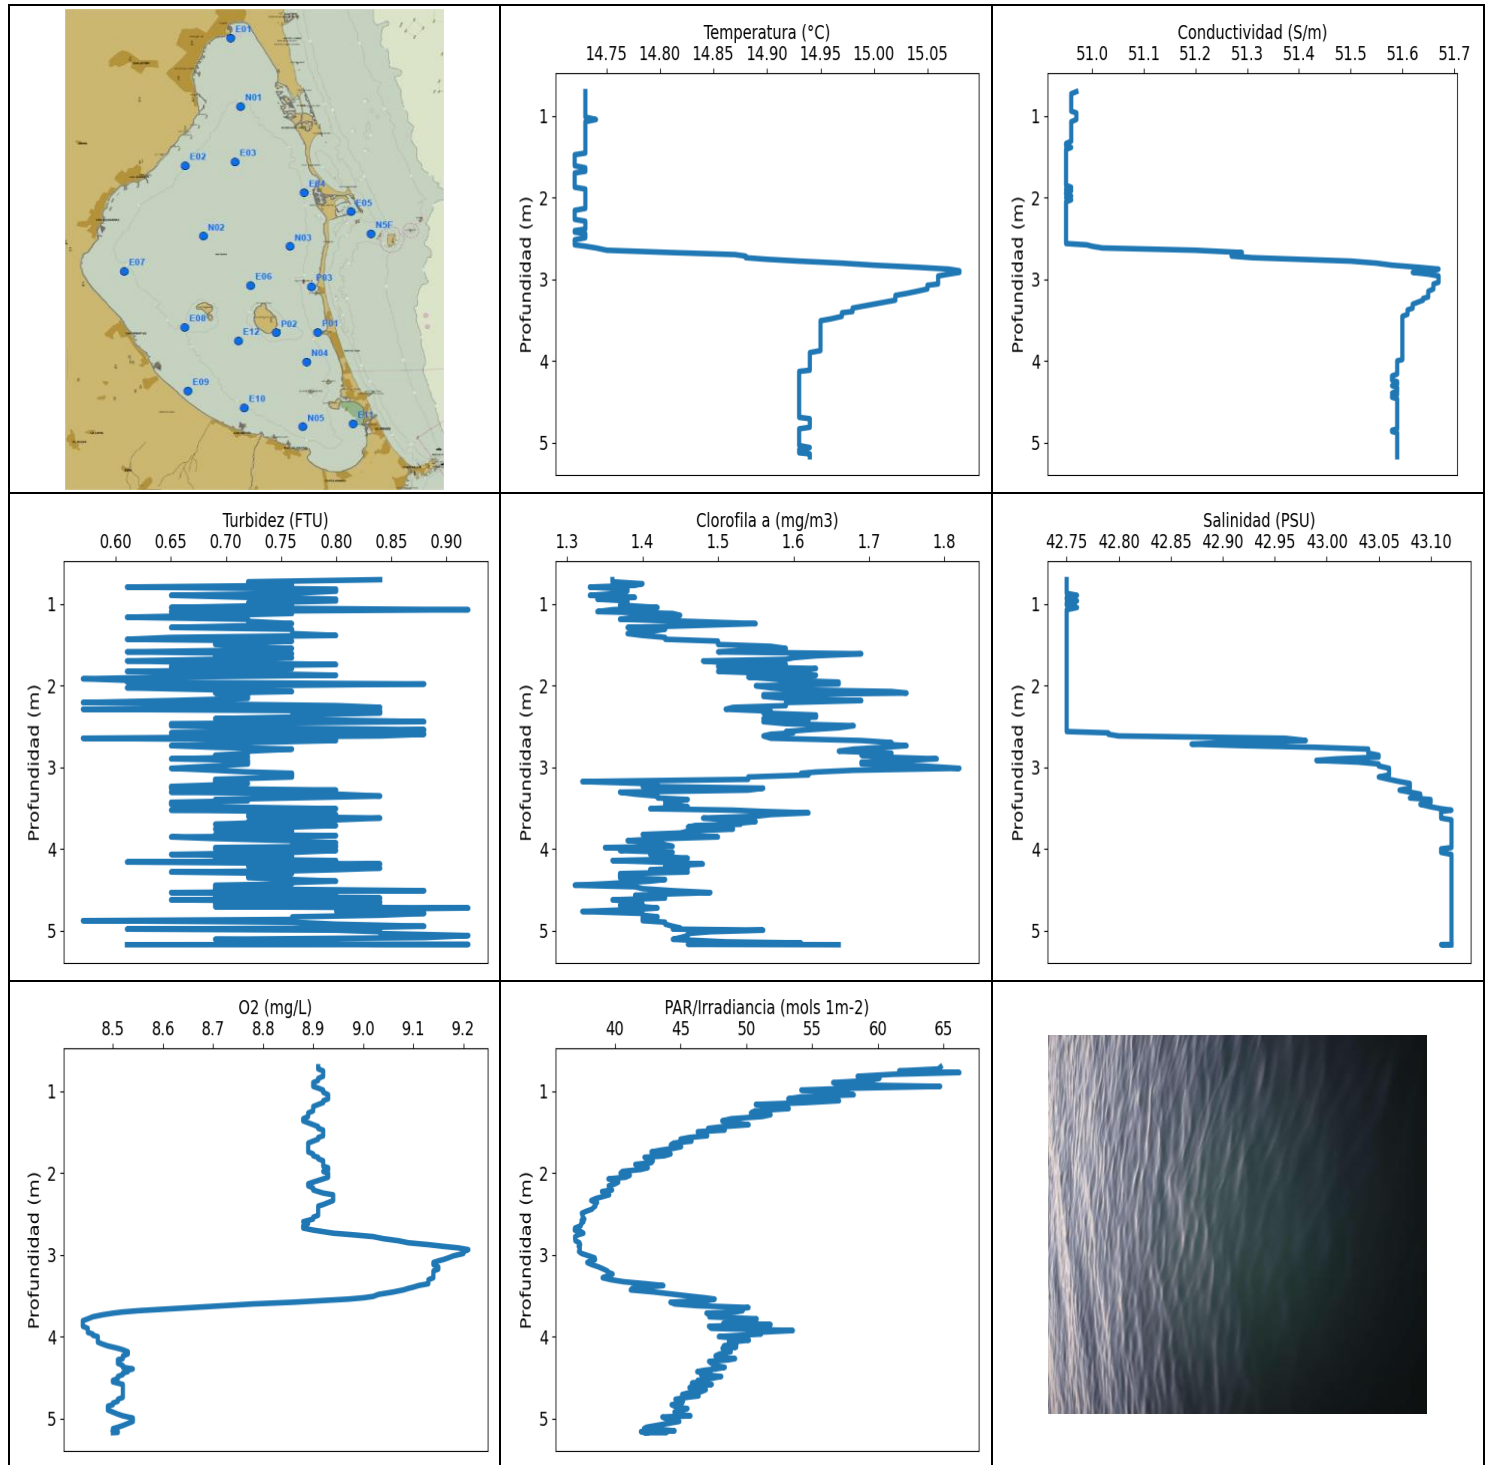 E01
N01
E02
E03
E04
E05
N5E
N02
N03
E07
E06
P03
E08
E12
P02
P01
N04
E09
E10
N05
E11
Temperatura (°C)
14.75 14.80 14.85 14.90 14.95 15.00 15.05
Profundidad (m)
1
2
3
4
5
Conductividad (S/m)
51.0 51.1 51.2 51.3 51.4 51.5 51.6 51.7
Profundidad (m)
1
2
3
4
5
Turbidez (FTU)
0.60 0.65 0.70 0.75 0.80 0.85 0.90
Profundidad (m)
1
2
3
4
5
Clorofila a (mg/m3)
1.3 1.4 1.5 1.6 1.7 1.8
Profundidad (m)
1
2
3
4
5
Salinidad (PSU)
42.75 42.80 42.85 42.90 42.95 43.00 43.05 43.10
Profundidad (m)
1
2
3
4
5
O2 (mg/L)
8.5 8.6 8.7 8.8 8.9 9.0 9.1 9.2
Profundidad (m)
1
2
3
4
5
PAR/Irradiancia (mols 1m-2)
40 45 50 55 60 65
Profundidad (m)
1
2
3
4
5